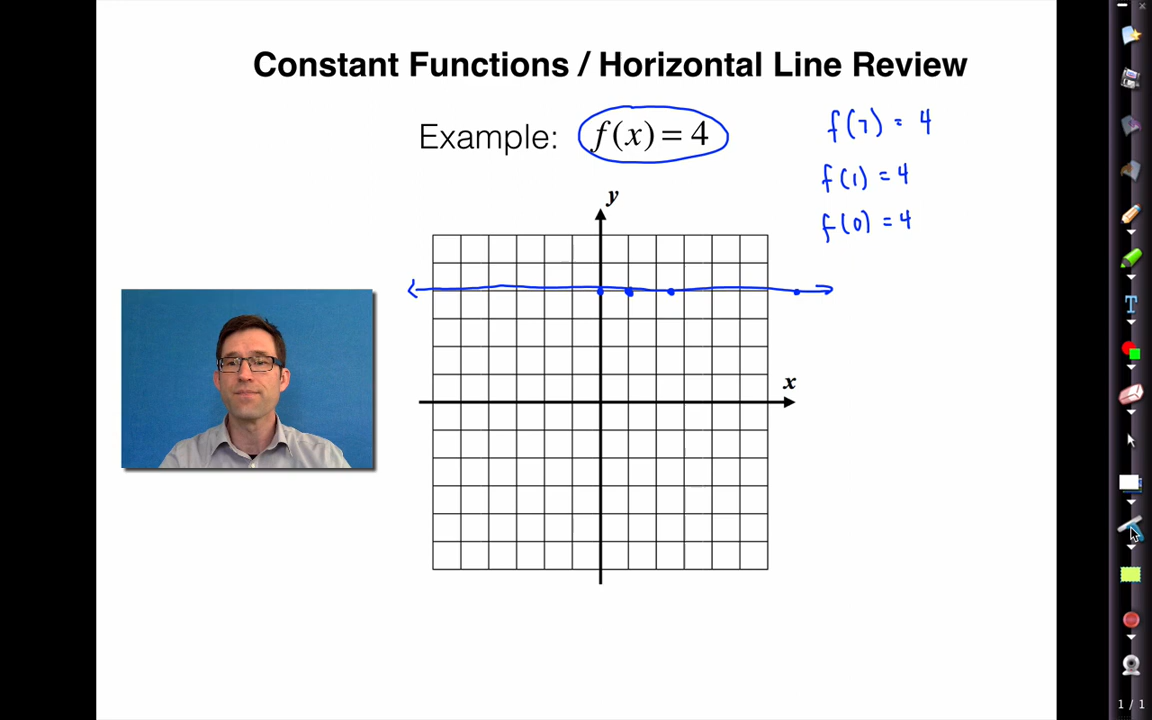 Constant Functions / Horizontal Line Review
Example: f(x) = 4
f(7) = 4
f(1) = 4
f(0) = 4
y
x
T
1 / 1